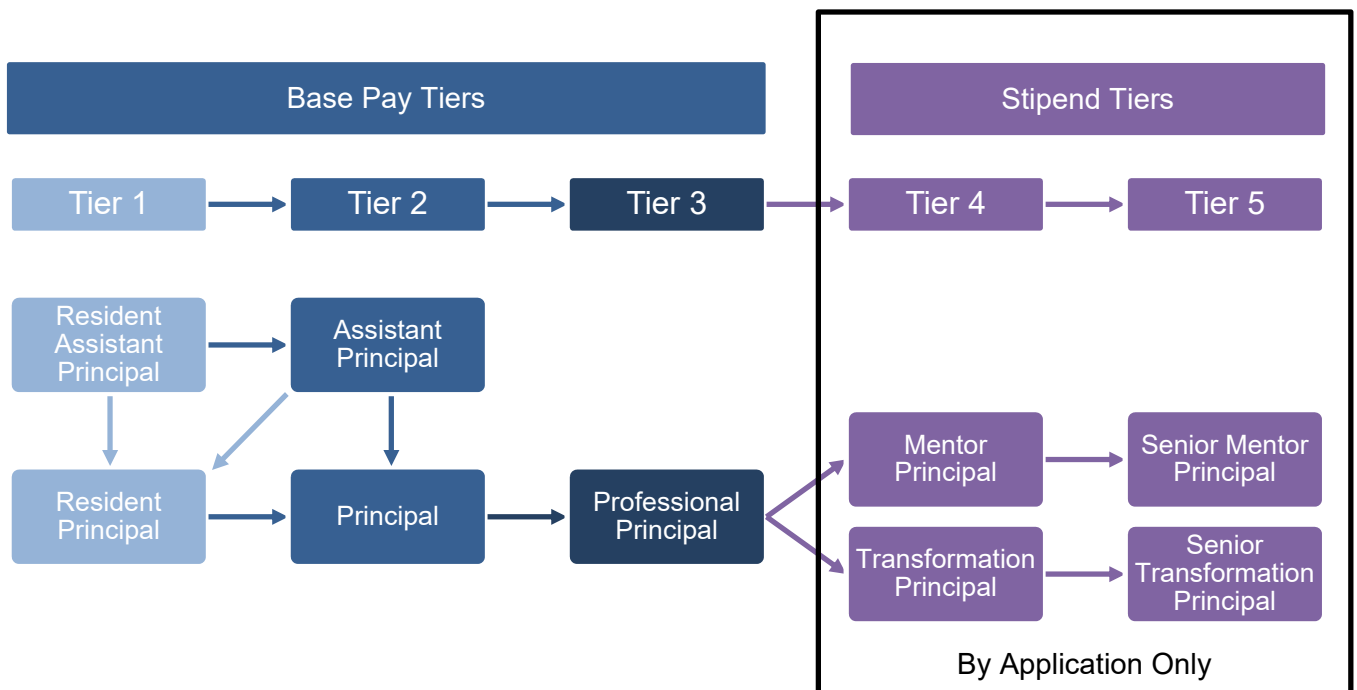 Base Pay Tiers
Stipend Tiers
Tier 1
Tier 2
Tier 3
Tier 4
Tier 5
Resident
Assistant
Principal
Assistant
Principal
Resident
Principal
Principal
Professional
Principal
Mentor
Principal
Senior Mentor
Principal
Transformation
Principal
Senior
Transformation
Principal
By Application Only